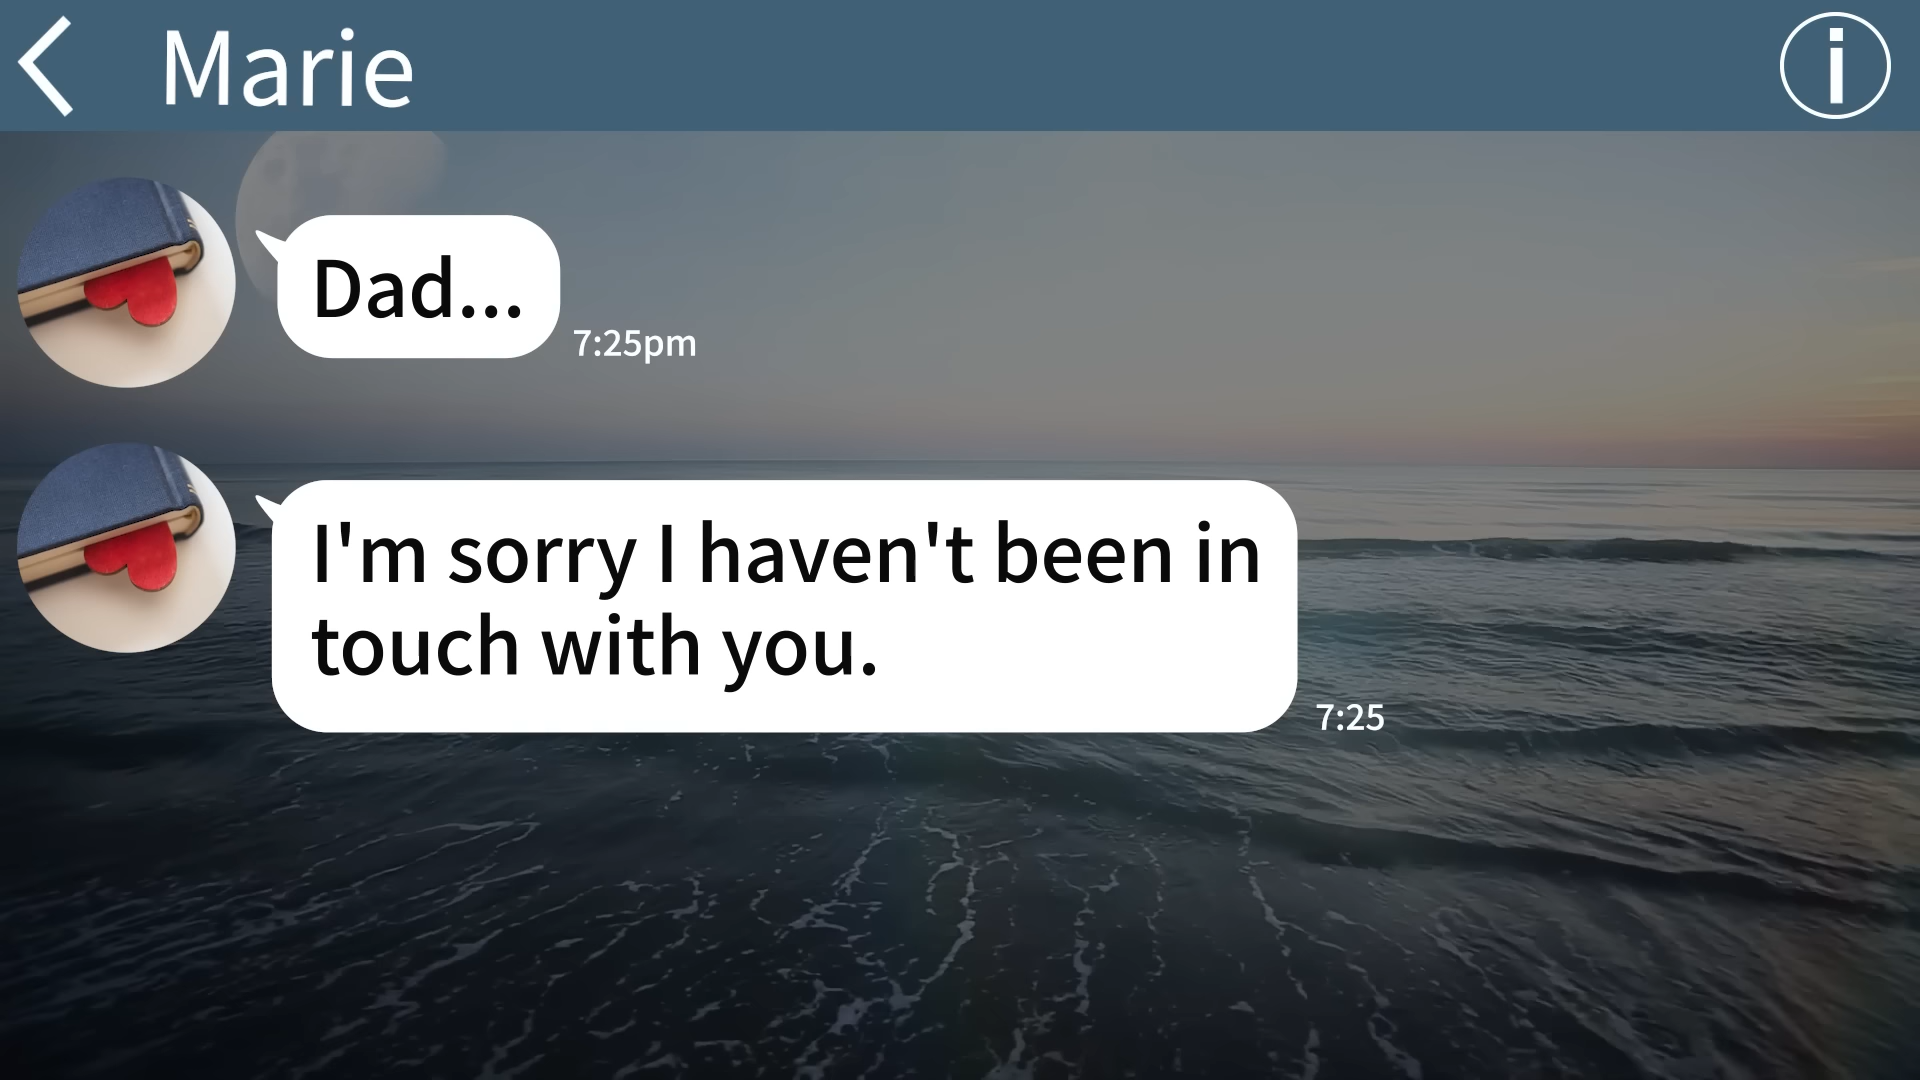 Marie
Dad...
7:25pm
I'm sorry I haven't been in
touch with you.
7:25